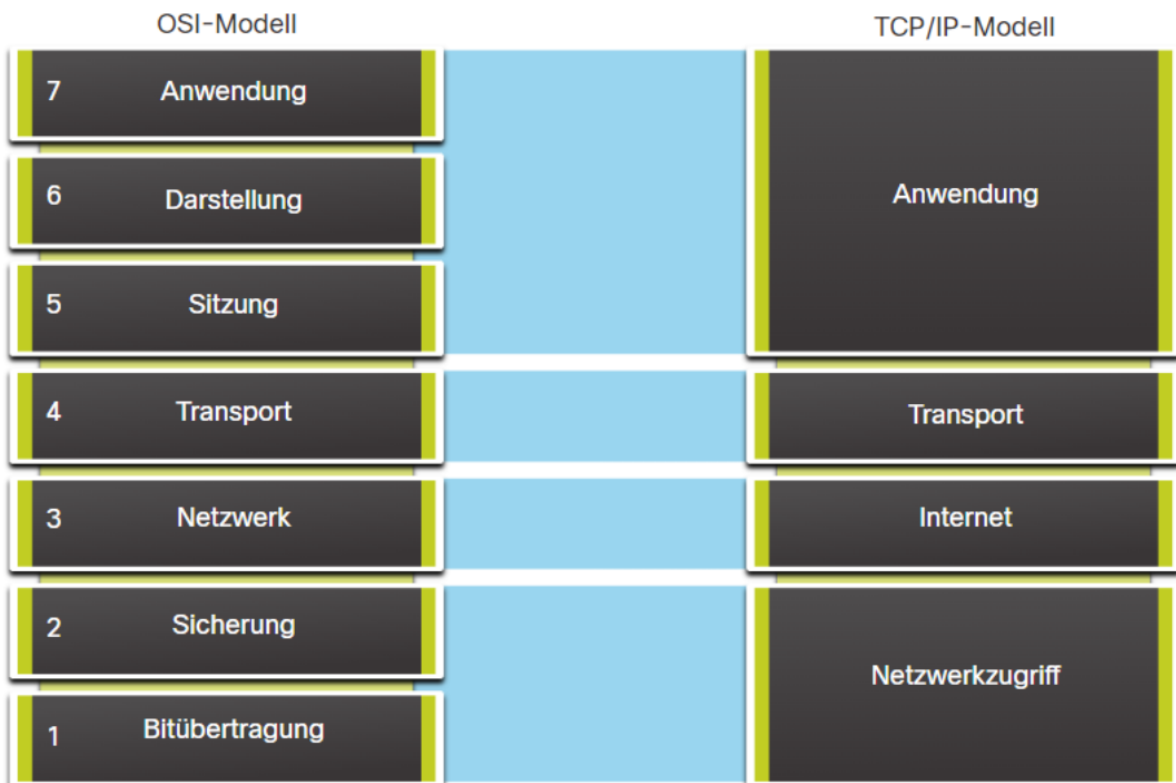 OSI-Modell
TCP/IP-Modell
7 Anwendung
6 Darstellung
5 Sitzung
Anwendung
4 Transport
Transport
3 Netzwerk
Internet
2 Sicherung
1 Bitübertragung
Netzwerkzugriff